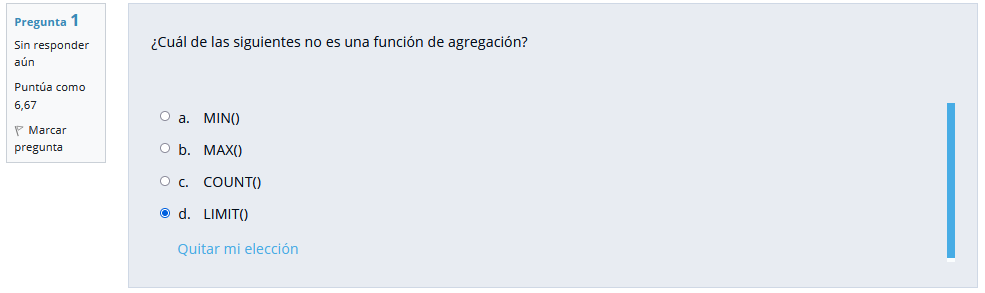 Pregunta 1
Sin responder
aún
Puntúa como
6,67
Marcar
pregunta
¿Cuál de las siguientes no es una función de agregación?
a. MIN()
b. MAX()
c. COUNT()
d. LIMIT()
Quitar mi elección